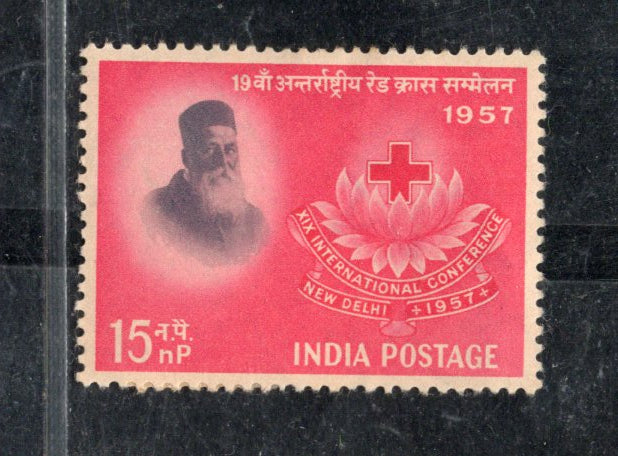 19वाँ अन्तर्राष्ट्रीय रेड क्रास सम्मेलन
1957
XIX INTERNATIONAL CONFERENCE
NEW DELHI +1957+
15 न.पै.
nP
INDIA POSTAGE